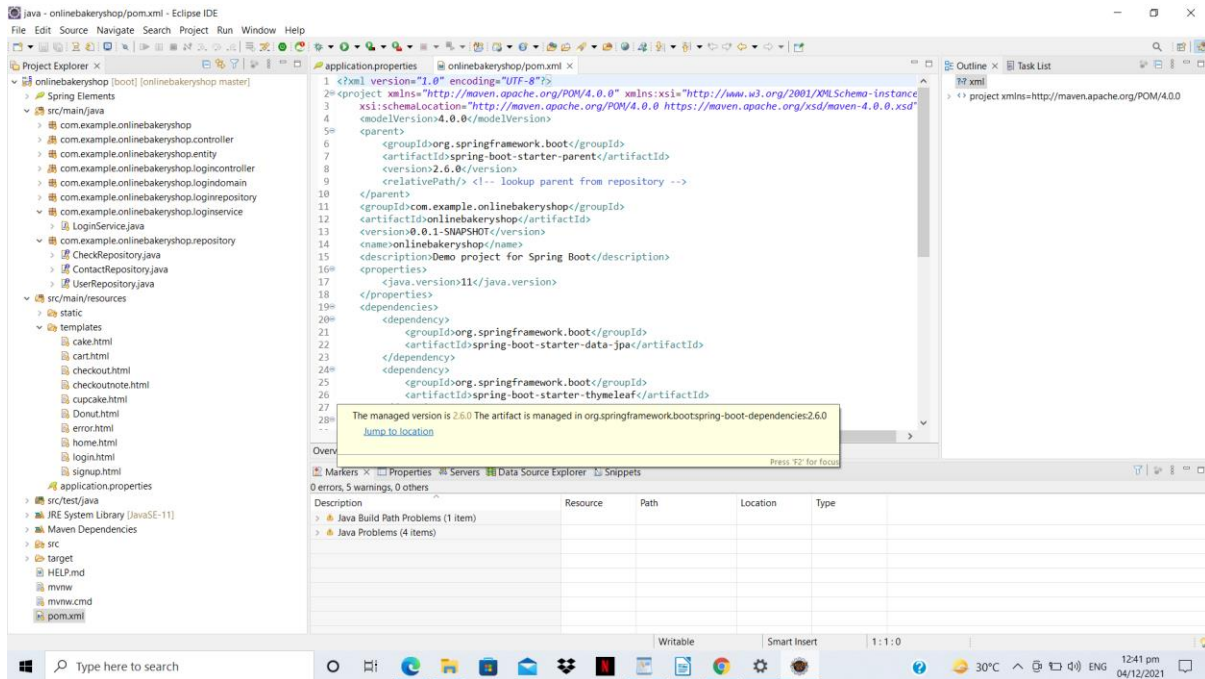 java - onlinebakeryshop/pom.xml - Eclipse IDE
File Edit Source Navigate Search Project Run Window Help
Project Explorer
onlinebakeryshop [boot] [onlinebakeryshop master]
Spring Elements
src/main/java
com.example.onlinebakeryshop
com.example.onlinebakeryshop.controller
com.example.onlinebakeryshop.entity
com.example.onlinebakeryshop.logincontroller
com.example.onlinebakeryshop.logindomain
com.example.onlinebakeryshop.loginrepository
com.example.onlinebakeryshop.loginservice
LoginService.java
com.example.onlinebakeryshop.repository
CheckRepository.java
ContactRepository.java
UserRepository.java
src/main/resources
static
templates
cake.html
cart.html
checkout.html
checkoutnote.html
cupcake.html
Donut.html
error.html
home.html
login.html
signup.html
application.properties
src/test/java
JRE System Library [JavaSE-11]
Maven Dependencies
src
target
HELP.md
mvnw
mvnw.cmd
pom.xml
application.properties onlinebakeryshop/pom.xml
1 <?xml version="1.0" encoding="UTF-8"?>
2 <project xmlns="http://maven.apache.org/POM/4.0.0" xmlns:xsi="http://www.w3.org/2001/XMLSchema-instance
3 xsi:schemaLocation="http://maven.apache.org/POM/4.0.0 https://maven.apache.org/xsd/maven-4.0.0.xsd"
4 <modelVersion>4.0.0</modelVersion>
5 <parent>
6 <groupId>org.springframework.boot</groupId>
7 <artifactId>spring-boot-starter-parent</artifactId>
8 <version>2.6.0</version>
9 <relativePath/> <!-- lookup parent from repository -->
10 </parent>
11 <groupId>com.example.onlinebakeryshop</groupId>
12 <artifactId>onlinebakeryshop</artifactId>
13 <version>0.0.1-SNAPSHOT</version>
14 <name>onlinebakeryshop</name>
15 <description>Demo project for Spring Boot</description>
16 <properties>
17 <java.version>11</java.version>
18 </properties>
19 <dependencies>
20 <dependency>
21 <groupId>org.springframework.boot</groupId>
22 <artifactId>spring-boot-starter-data-jpa</artifactId>
23 </dependency>
24 <dependency>
25 <groupId>org.springframework.boot</groupId>
26 <artifactId>spring-boot-starter-thymeleaf</artifactId>
27
28
The managed version is 2.6.0 The artifact is managed in org.springframework.boot:spring-boot-dependencies:2.6.0
Jump to location
Press 'F2' for focus
Overv
Outline Task List
xml
project xmlns=http://maven.apache.org/POM/4.0.0
Markers Properties Servers Data Source Explorer Snippets
0 errors, 5 warnings, 0 others
Description Resource Path Location Type
Java Build Path Problems (1 item)
Java Problems (4 items)
Writable Smart Insert 1 : 1 : 0
Type here to search
30°C ENG 12:41 pm
04/12/2021